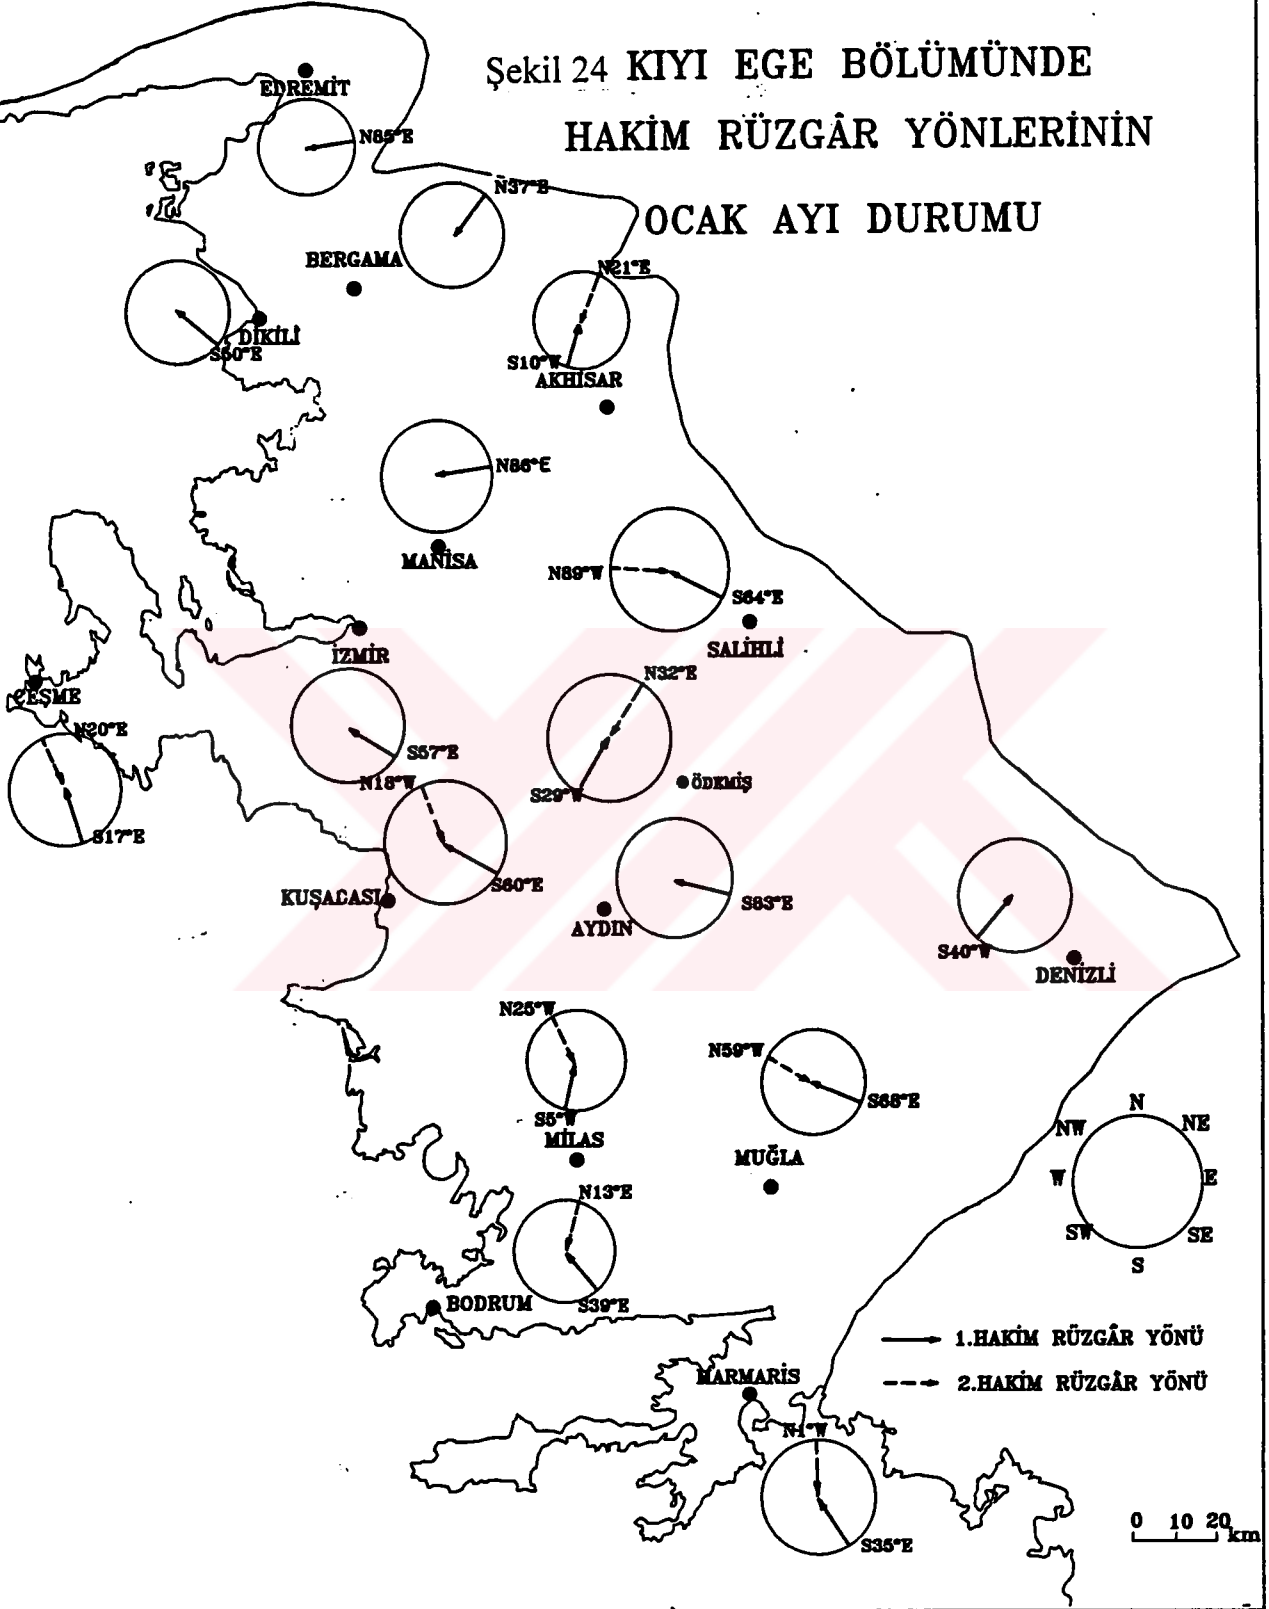 Şekil 24 KIYI EGE BÖLÜMÜNDE
HAKİM RÜZGÂR YÖNLERİNİN
OCAK AYI DURUMU
EDREMİT
N85°E
N37°E
BERGAMA
N21°E
DİKİLİ
S50°E
S10°W
AKHİSAR
N86°E
MANİSA
N89°W
S64°E
SALİHLİ
İZMİR
N32°E
ÇEŞME
N20°E
S57°E
N18°W
ÖDEMİŞ
S29°W
S17°E
S60°E
KUŞADASI
S83°E
AYDIN
S40°W
DENİZLİ
N25°W
N59°W
S68°E
S5°W
MİLAS
MUĞLA
N
NW
NE
W
E
SW
SE
S
N13°E
S39°E
BODRUM
1.HAKİM RÜZGÂR YÖNÜ
2.HAKİM RÜZGÂR YÖNÜ
MARMARİS
N1°W
S35°E
0 10 20 km